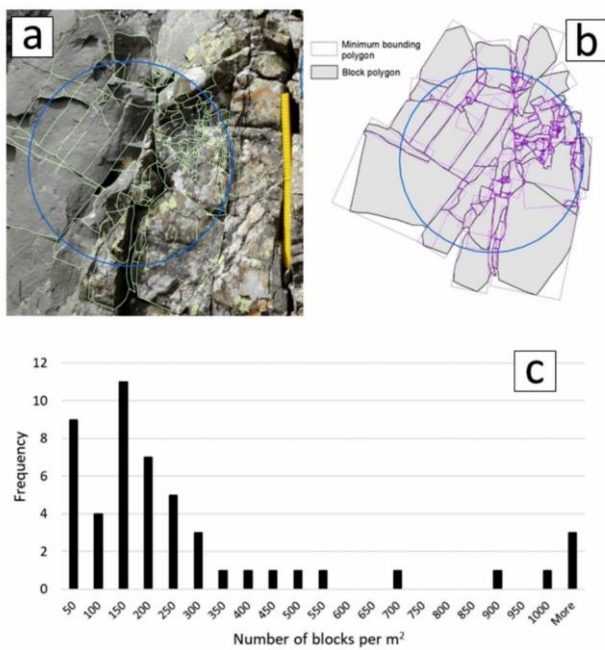 a
b
Minimum bounding
polygon
Block polygon
c
12
10
8
6
4
2
0
Frequency
50 100 150 200 250 300 350 400 450 500 550 600 650 700 750 800 850 900 950 1000 More
Number of blocks per m²